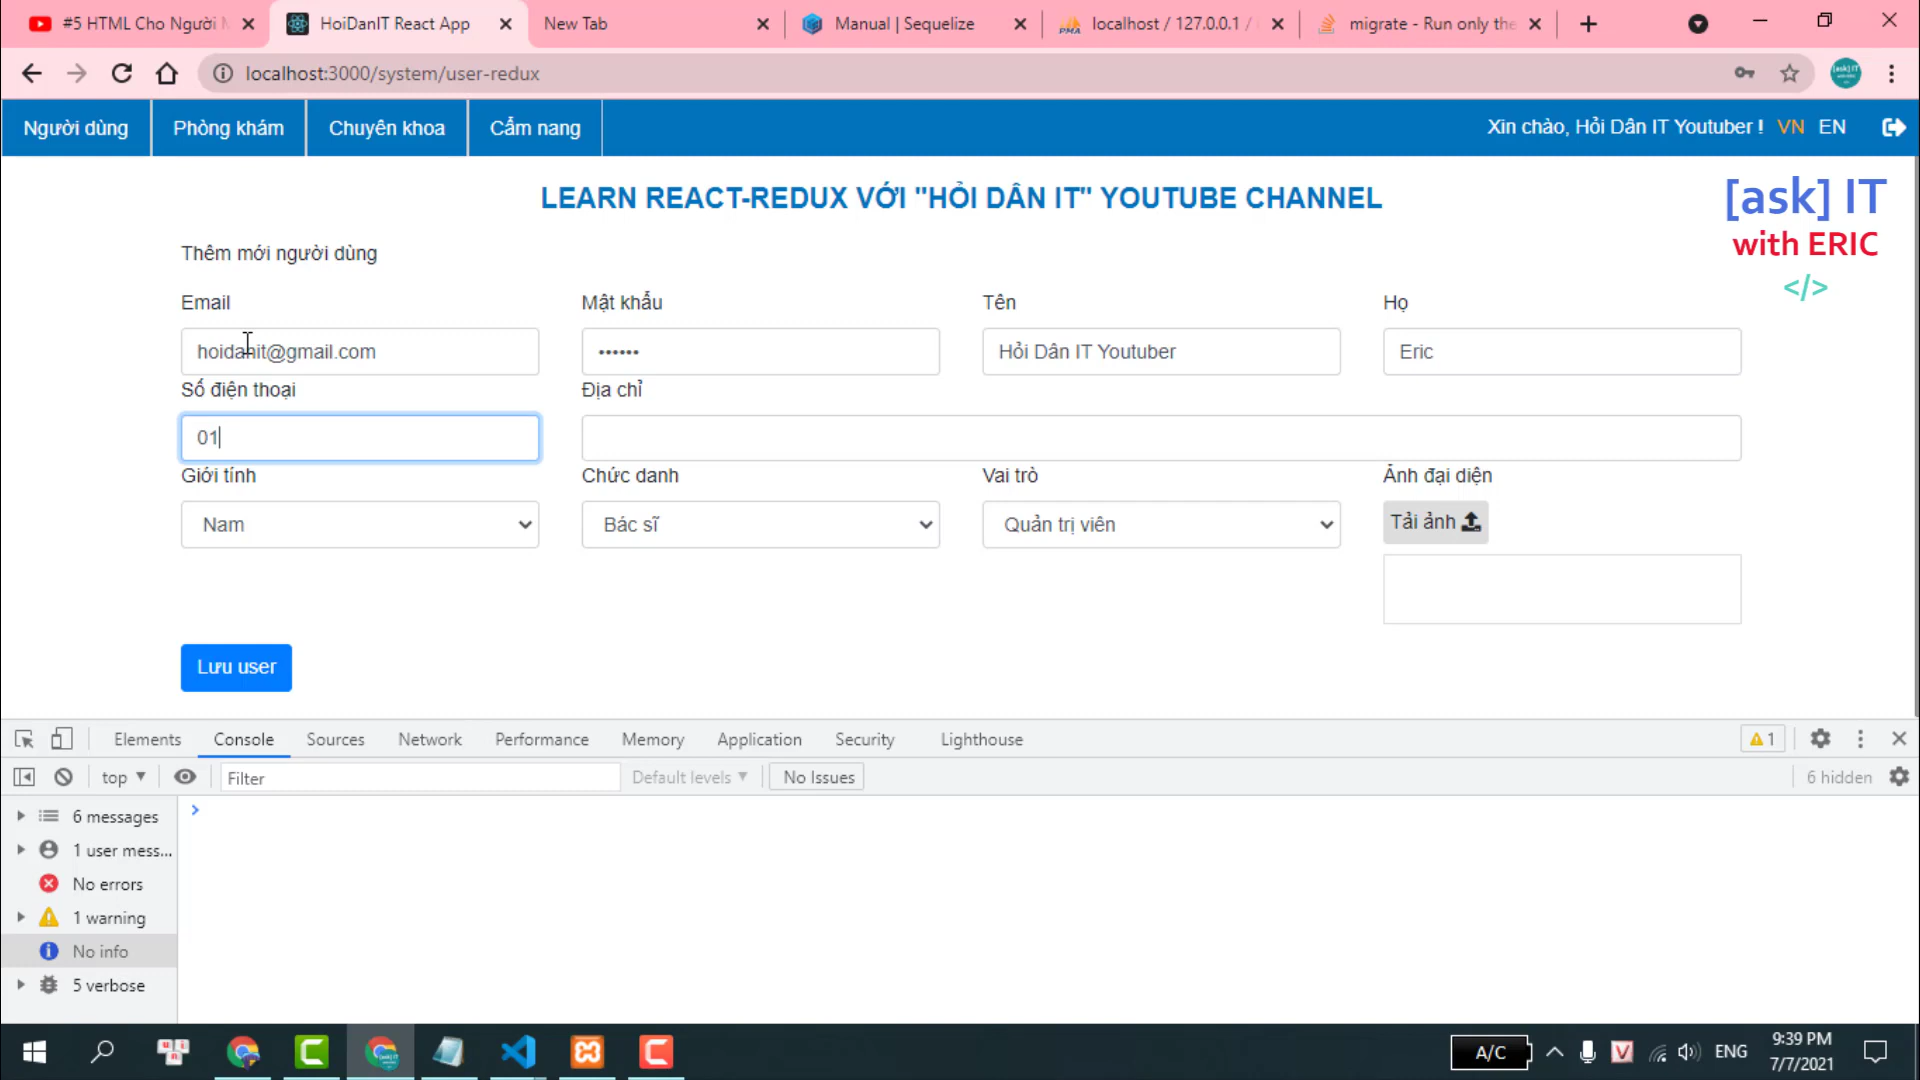 #5 HTML Cho Người
HoiDanIT React App
New Tab
Manual | Sequelize
localhost / 127.0.0.1 /
migrate - Run only the
localhost:3000/system/user-redux
Người dùng
Phòng khám
Chuyên khoa
Cẩm nang
Xin chào, Hỏi Dân IT Youtuber !
VN
EN
LEARN REACT-REDUX VỚI "HỎI DÂN IT" YOUTUBE CHANNEL
[ask] IT
with ERIC
</>
Thêm mới người dùng
Email
Mật khẩu
Tên
Họ
hoidanit@gmail.com
••••••
Hỏi Dân IT Youtuber
Eric
Số điện thoại
Địa chỉ
01
Giới tính
Chức danh
Vai trò
Ảnh đại diện
Nam
Bác sĩ
Quản trị viên
Tải ảnh
Lưu user
Elements
Console
Sources
Network
Performance
Memory
Application
Security
Lighthouse
1
top
Filter
Default levels
No Issues
6 hidden
6 messages
1 user mess...
No errors
1 warning
No info
5 verbose
A/C
ENG
9:39 PM
7/7/2021